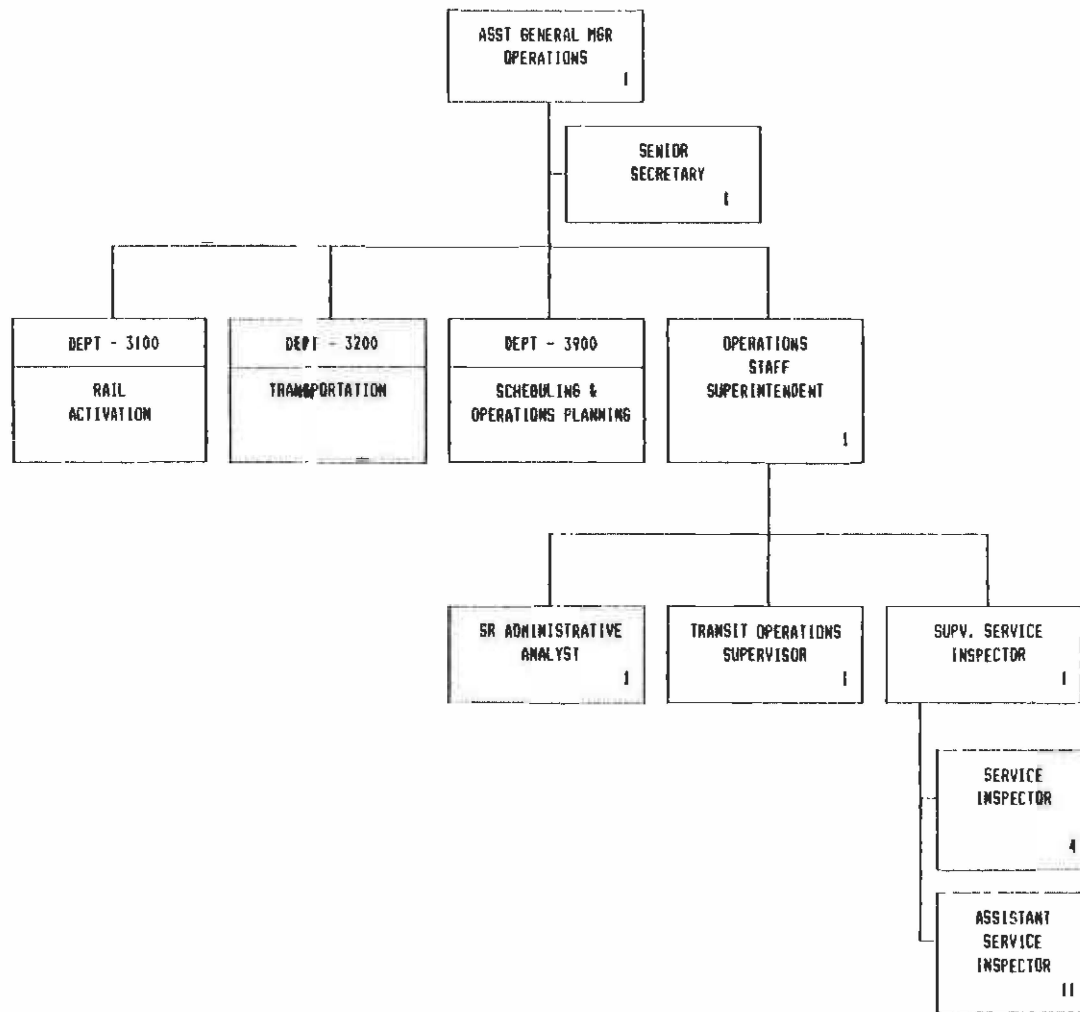 ASST GENERAL MGR
OPERATIONS
1
SENIOR
SECRETARY
1
DEPT - 3100
RAIL
ACTIVATION
DEPT - 3200
TRANSPORTATION
DEPT - 3900
SCHEDULING &
OPERATIONS PLANNING
OPERATIONS
STAFF
SUPERINTENDENT
1
SR ADMINISTRATIVE
ANALYST
1
TRANSIT OPERATIONS
SUPERVISOR
1
SUPV. SERVICE
INSPECTOR
1
SERVICE
INSPECTOR
4
ASSISTANT
SERVICE
INSPECTOR
11